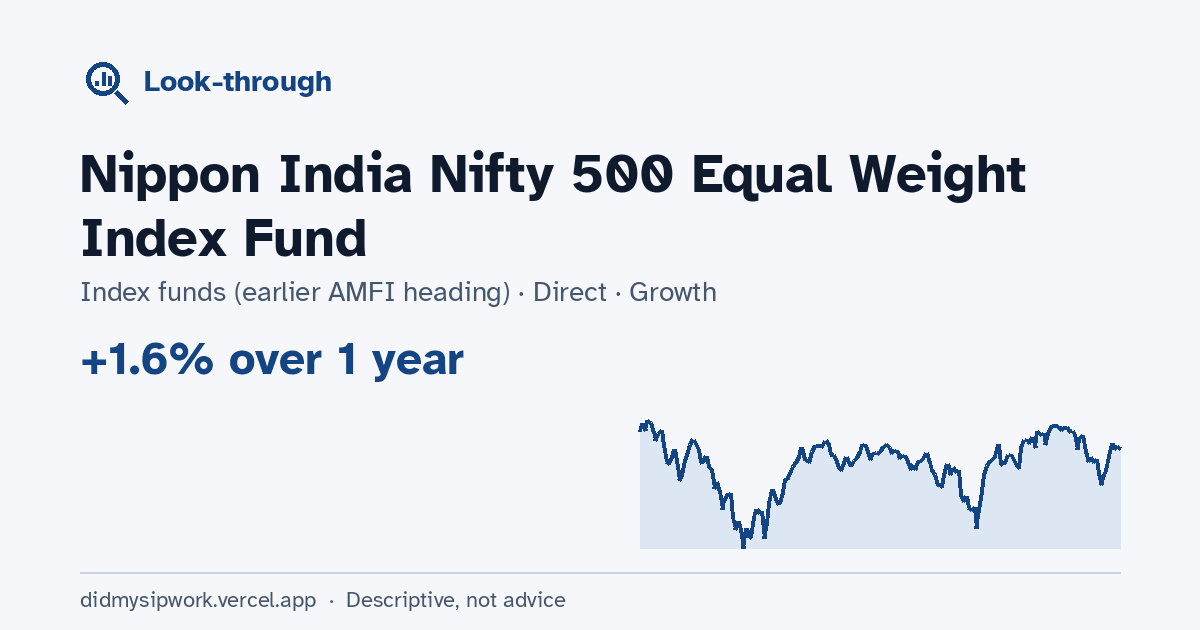 Look-through
Nippon India Nifty 500 Equal Weight
Index Fund
Index funds (earlier AMFI heading) · Direct · Growth
+1.6% over 1 year
didmysipwork.vercel.app · Descriptive, not advice